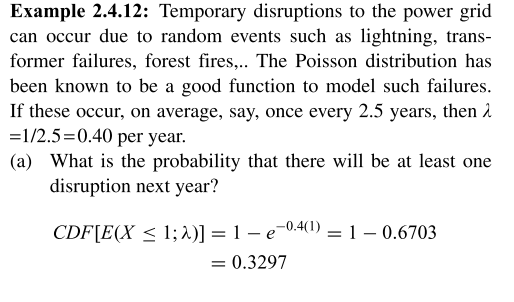 Example 2.4.12: Temporary disruptions to the power grid
can occur due to random events such as lightning, trans-
former failures, forest fires,.. The Poisson distribution has
been known to be a good function to model such failures.
If these occur, on average, say, once every 2.5 years, then λ
=1/2.5=0.40 per year.
(a) What is the probability that there will be at least one
disruption next year?
CDF[E(X ≤ 1; λ)] = 1 − e^{−0.4(1)} = 1 − 0.6703
= 0.3297